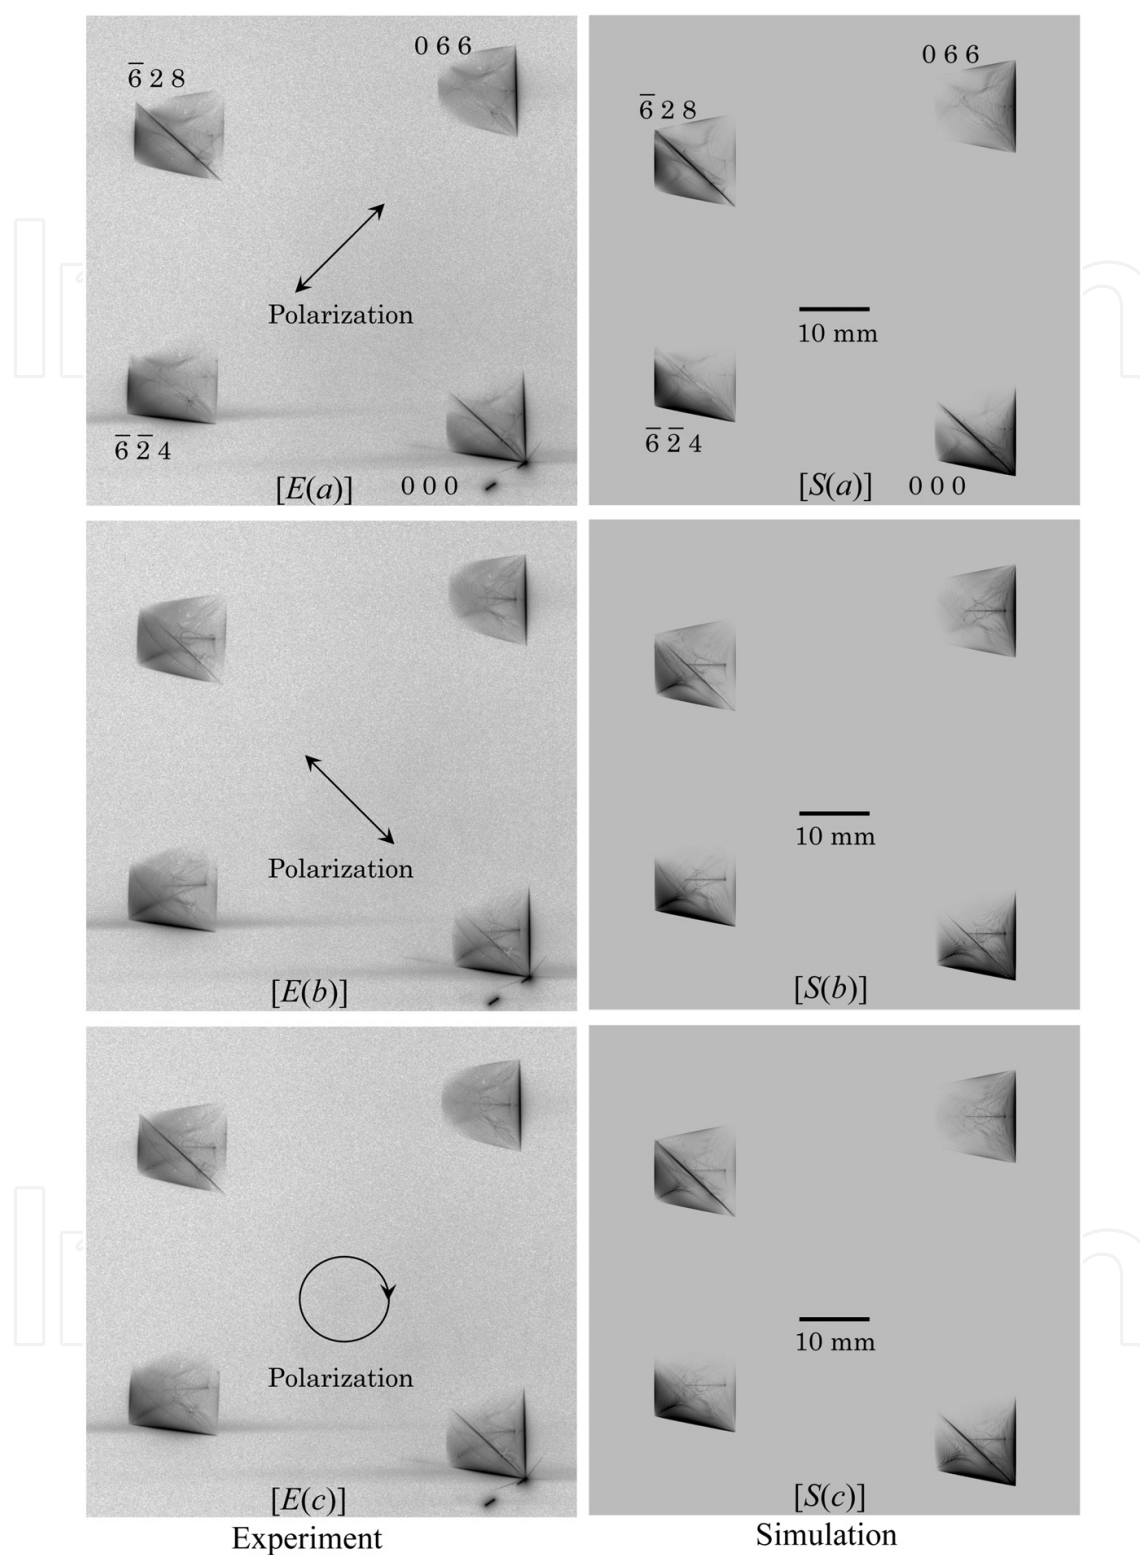 0 6 6
6̅ 2 8
Polarization
6̅ 2̅ 4
[E(a)]
0 0 0
0 6 6
6̅ 2 8
10 mm
6̅ 2̅ 4
[S(a)]
0 0 0
Polarization
[E(b)]
10 mm
[S(b)]
Polarization
[E(c)]
10 mm
[S(c)]
Experiment
Simulation